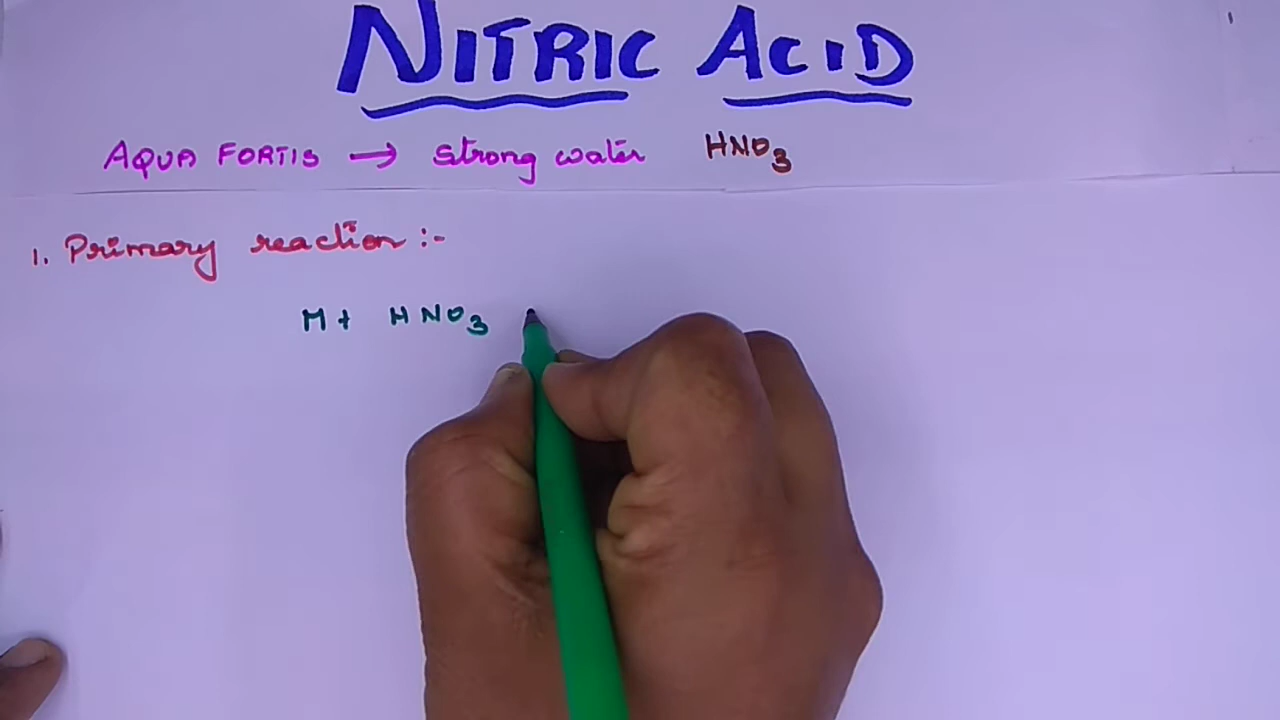 NITRIC ACID
AQUA FORTIS → strong water HNO₃
1. Primary reaction :-
M + HNO₃